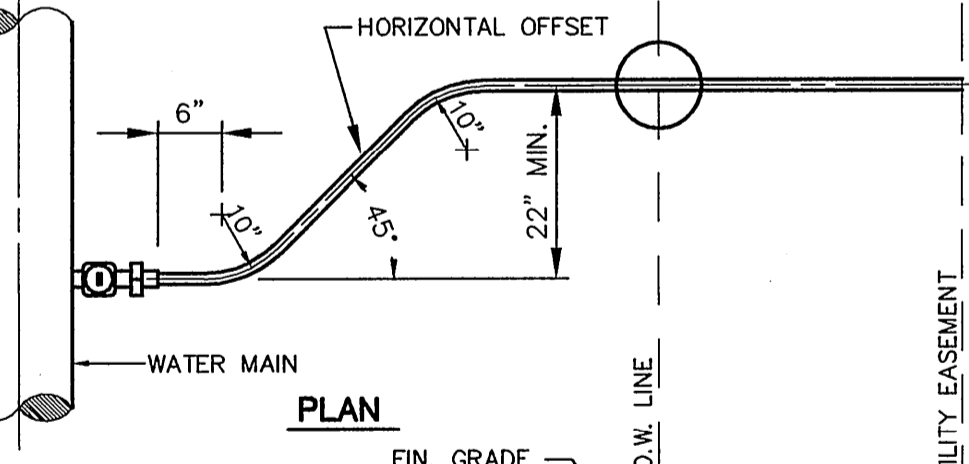 HORIZONTAL OFFSET
6"
10"
10"
45°
22" MIN.
WATER MAIN
PLAN
FIN. GRADE
O.W. LINE
ILITY EASEMENT